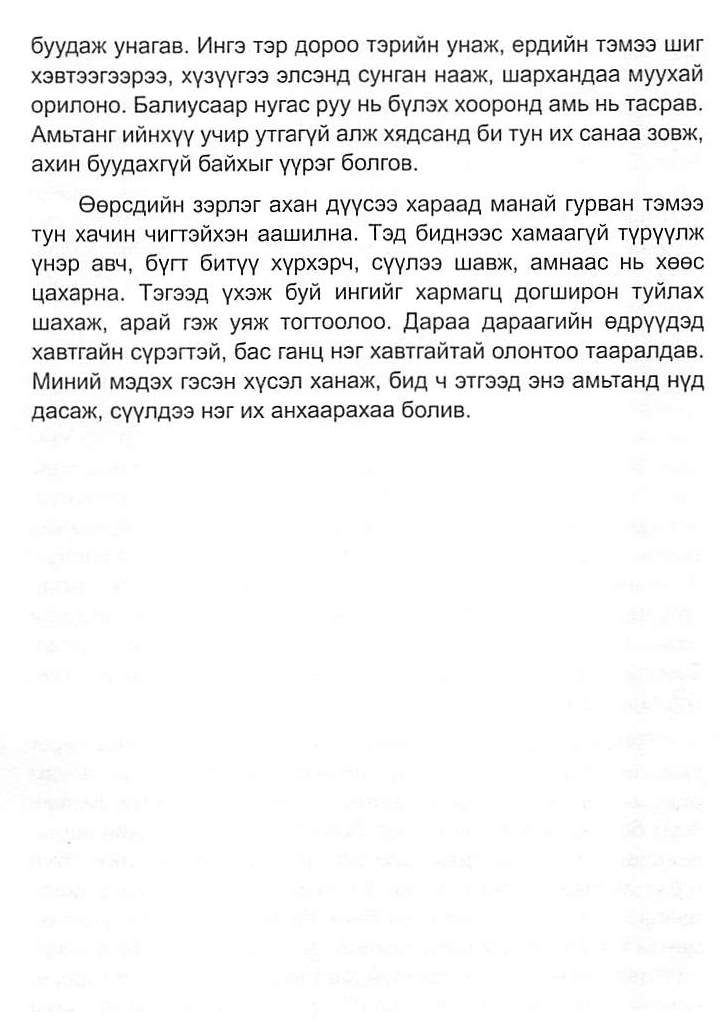 буудаж унагав. Ингэ тэр дороо тэрийн унаж, ердийн тэмээ шиг
хэвтээгээрээ, хүзүүгээ элсэнд сунган нааж, шархандаа муухай
орилоно. Балиусаар нугас руу нь бүлэх хооронд амь нь тасрав.
Амьтанг ийнхүү учир утгагүй алж хядсанд би тун их санаа зовж,
ахин буудахгүй байхыг үүрэг болгов.
Өөрсдийн зэрлэг ахан дүүсээ хараад манай гурван тэмээ
тун хачин чигтэйхэн аашилна. Тэд биднээс хамаагүй түрүүлж
үнэр авч, бүгт битүү хүрхэрч, сүүлээ шавж, амнаас нь хөөс
цахарна. Тэгээд үхэж буй ингийг хармагц догширон туйлах
шахаж, арай гэж уяж тогтоолоо. Дараа дараагийн өдрүүдэд
хавтгайн сүрэгтэй, бас ганц нэг хавтгайтай олонтоо тааралдав.
Миний мэдэх гэсэн хүсэл ханаж, бид ч этгээд энэ амьтанд нүд
дасаж, сүүлдээ нэг их анхаарахаа болив.